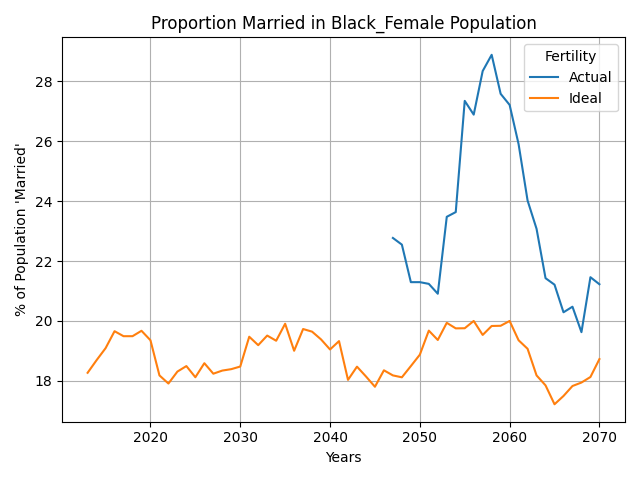 Proportion Married in Black_Female Population
Fertility
Actual
Ideal
% of Population 'Married'
28
26
24
22
20
18
2020 2030 2040 2050 2060 2070
Years